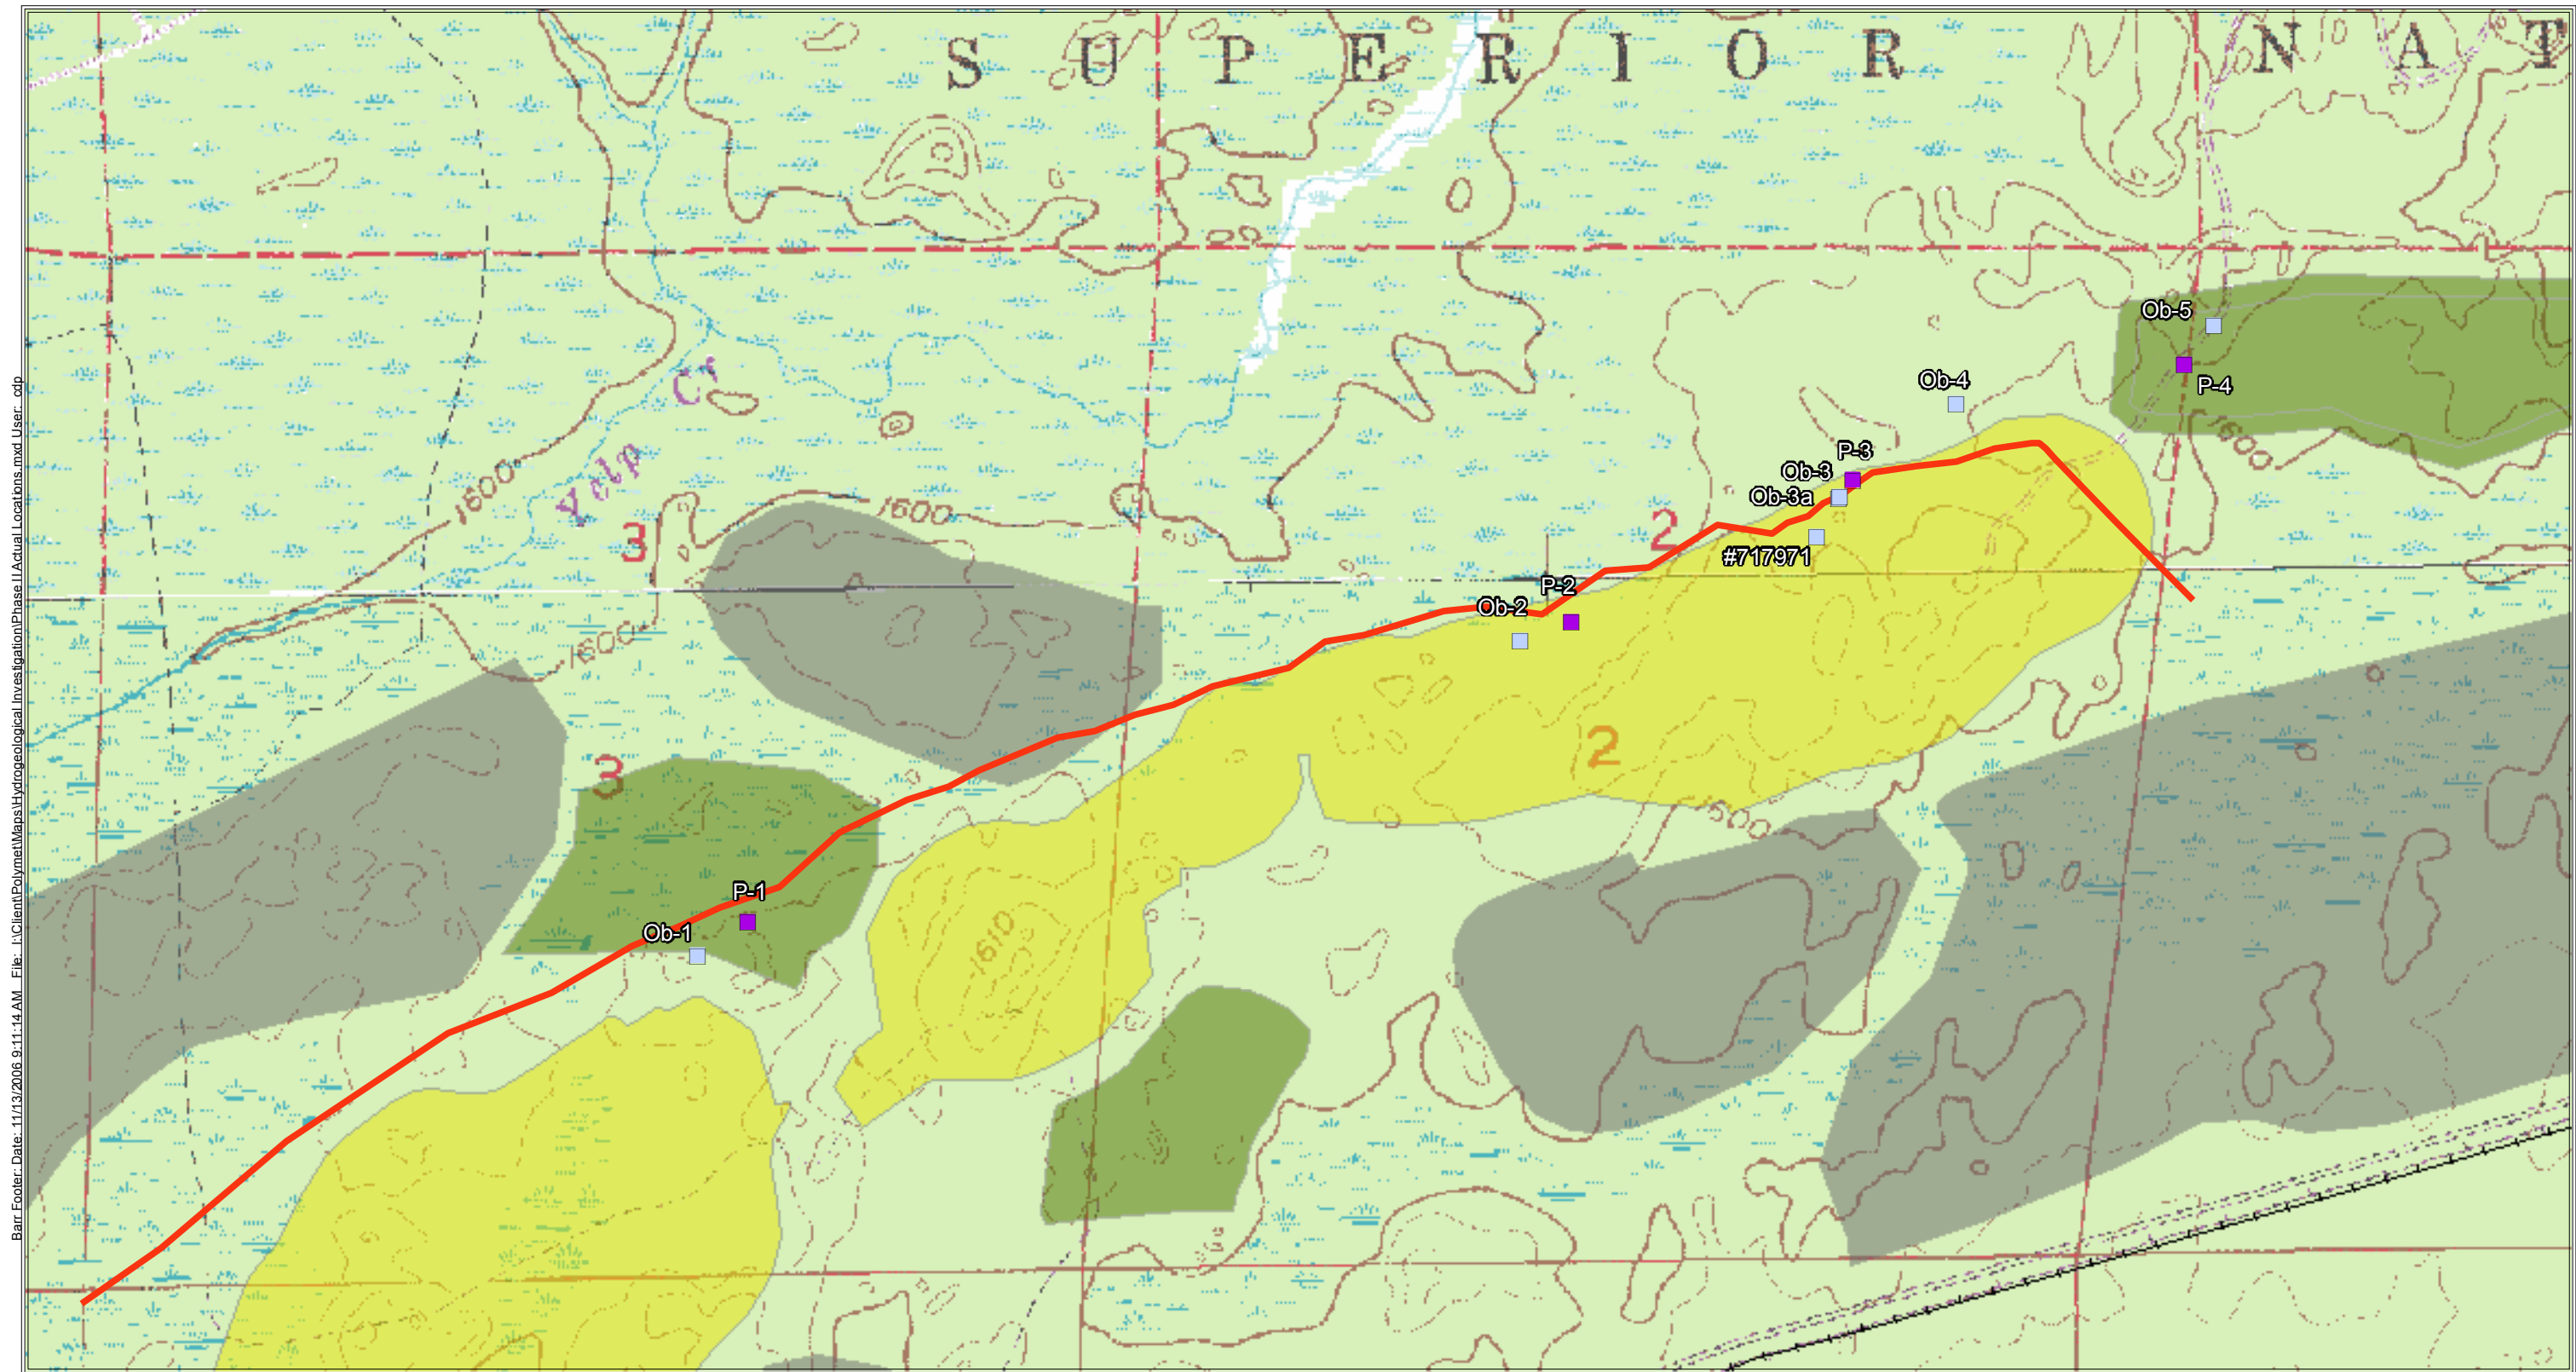 S U P E R I O R N A T
Ob-5
P-4
Ob-4
1600
Cr
Yelp
P-3
Ob-3
Ob-3a
1600
1600
3
2
#717971
P-2
Ob-2
1600
2
3
1600
P-1
Ob-1
1610
Barr Footer: Date: 11/13/2006 9:11:14 AM File: I:\Client\Polymet\Maps\Hydrogeological Investigation\Phase I I Actual Locations.mxd User: cdp